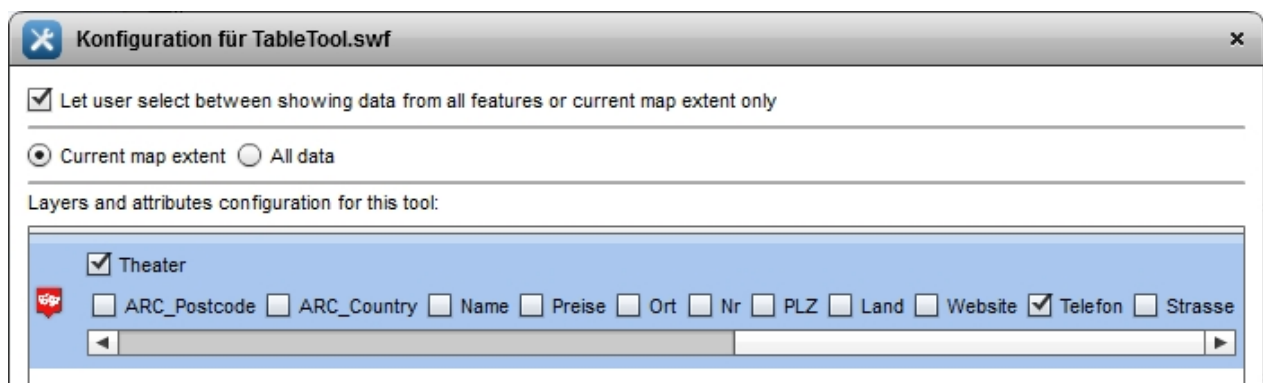 Konfiguration für TableTool.swf
Let user select between showing data from all features or current map extent only
Current map extent All data
Layers and attributes configuration for this tool:
Theater
ARC_Postcode ARC_Country Name Preise Ort Nr PLZ Land Website Telefon Strasse